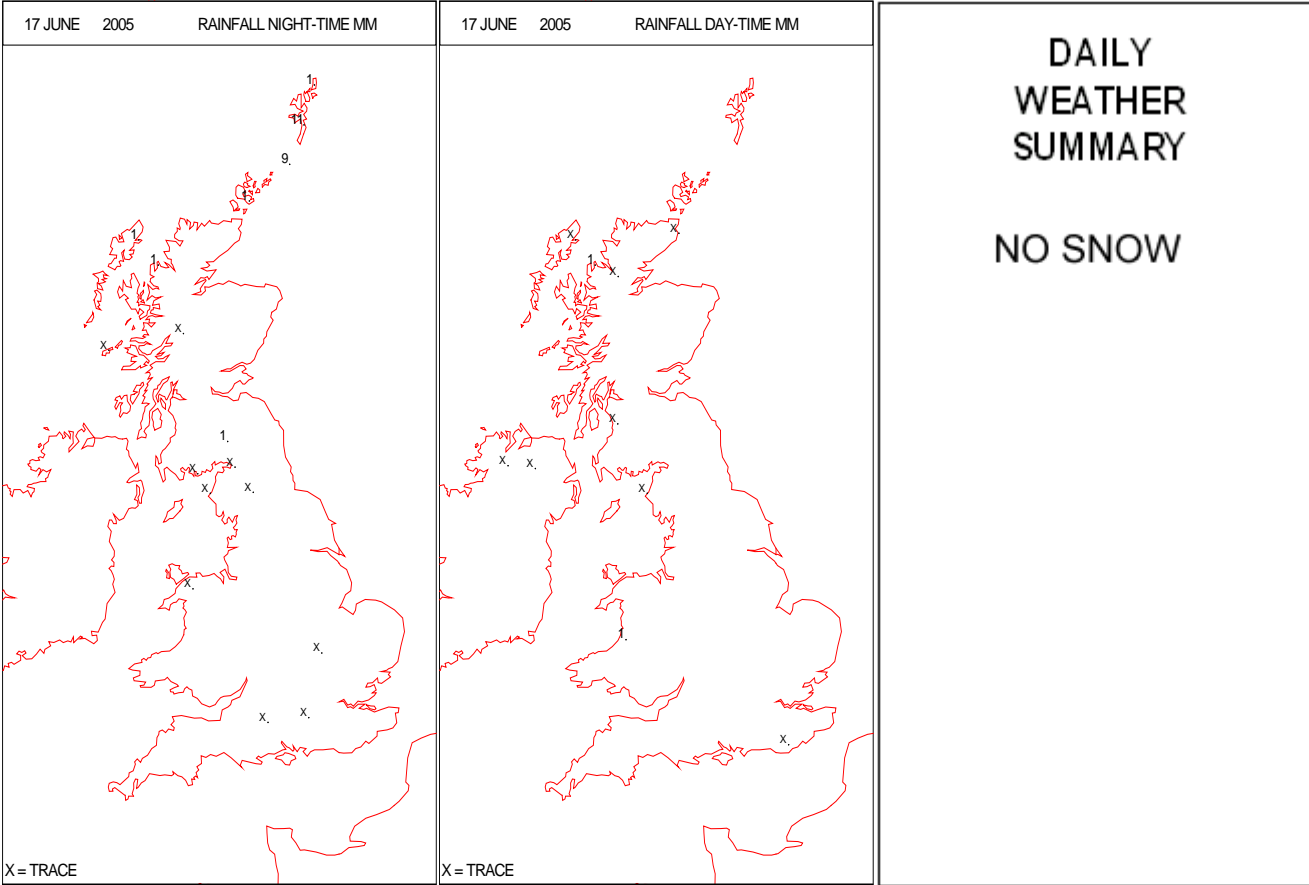 17 JUNE 2005 RAINFALL NIGHT-TIME MM
1.
11.
9.
1.
1.
1.
X.
X.
1.
X.
X.
X.
X.
X.
X.
X.
X.
X = TRACE
17 JUNE 2005 RAINFALL DAY-TIME MM
X.
X.
1.
X.
X.
X.
X.
X.
1.
X.
X = TRACE
DAILY
WEATHER
SUMMARY
NO SNOW